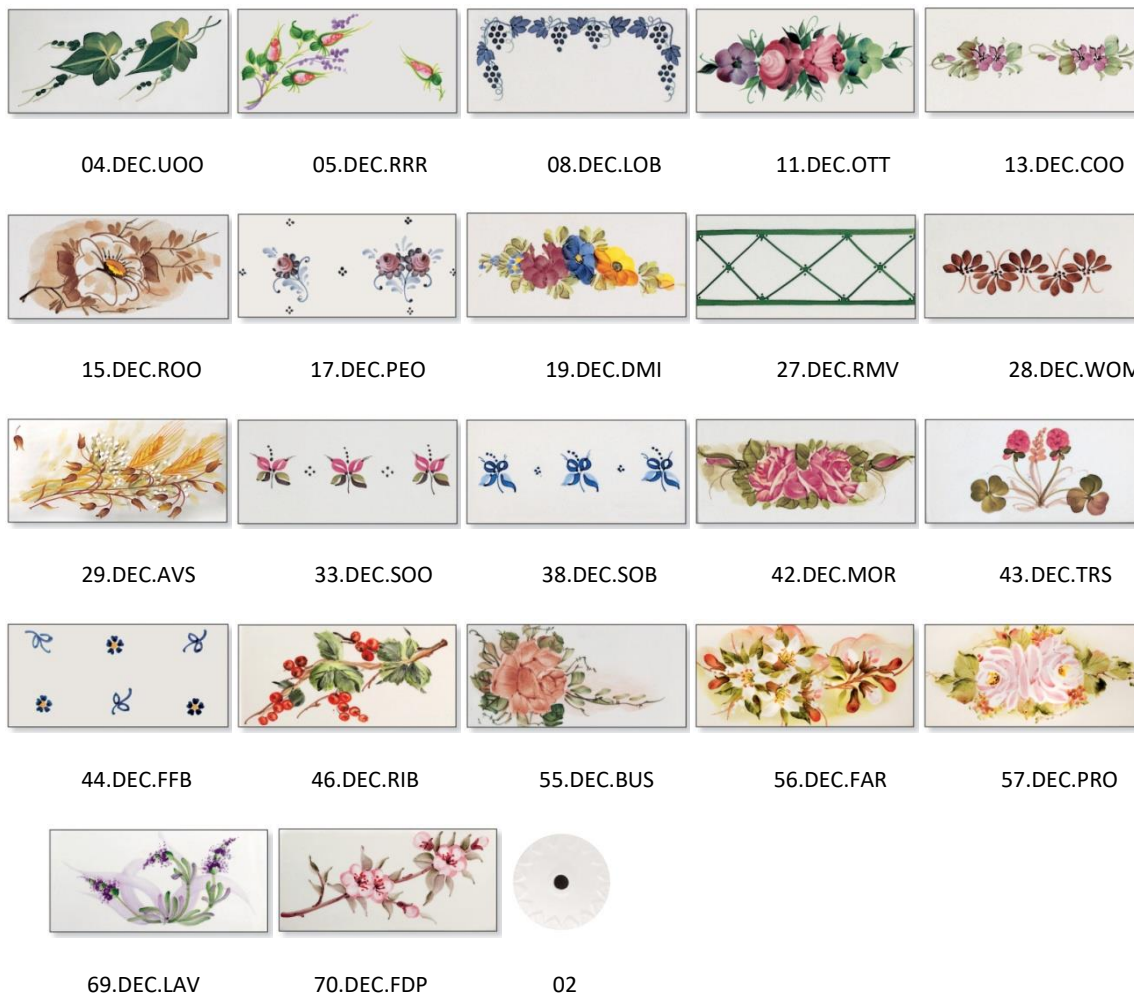 04.DEC.UOO 05.DEC.RRR 08.DEC.LOB 11.DEC.OTT 13.DEC.COO
15.DEC.ROO 17.DEC.PEO 19.DEC.DMI 27.DEC.RMV 28.DEC.WOM
29.DEC.AVS 33.DEC.SOO 38.DEC.SOB 42.DEC.MOR 43.DEC.TRS
44.DEC.FFB 46.DEC.RIB 55.DEC.BUS 56.DEC.FAR 57.DEC.PRO
69.DEC.LAV 70.DEC.FDP 02